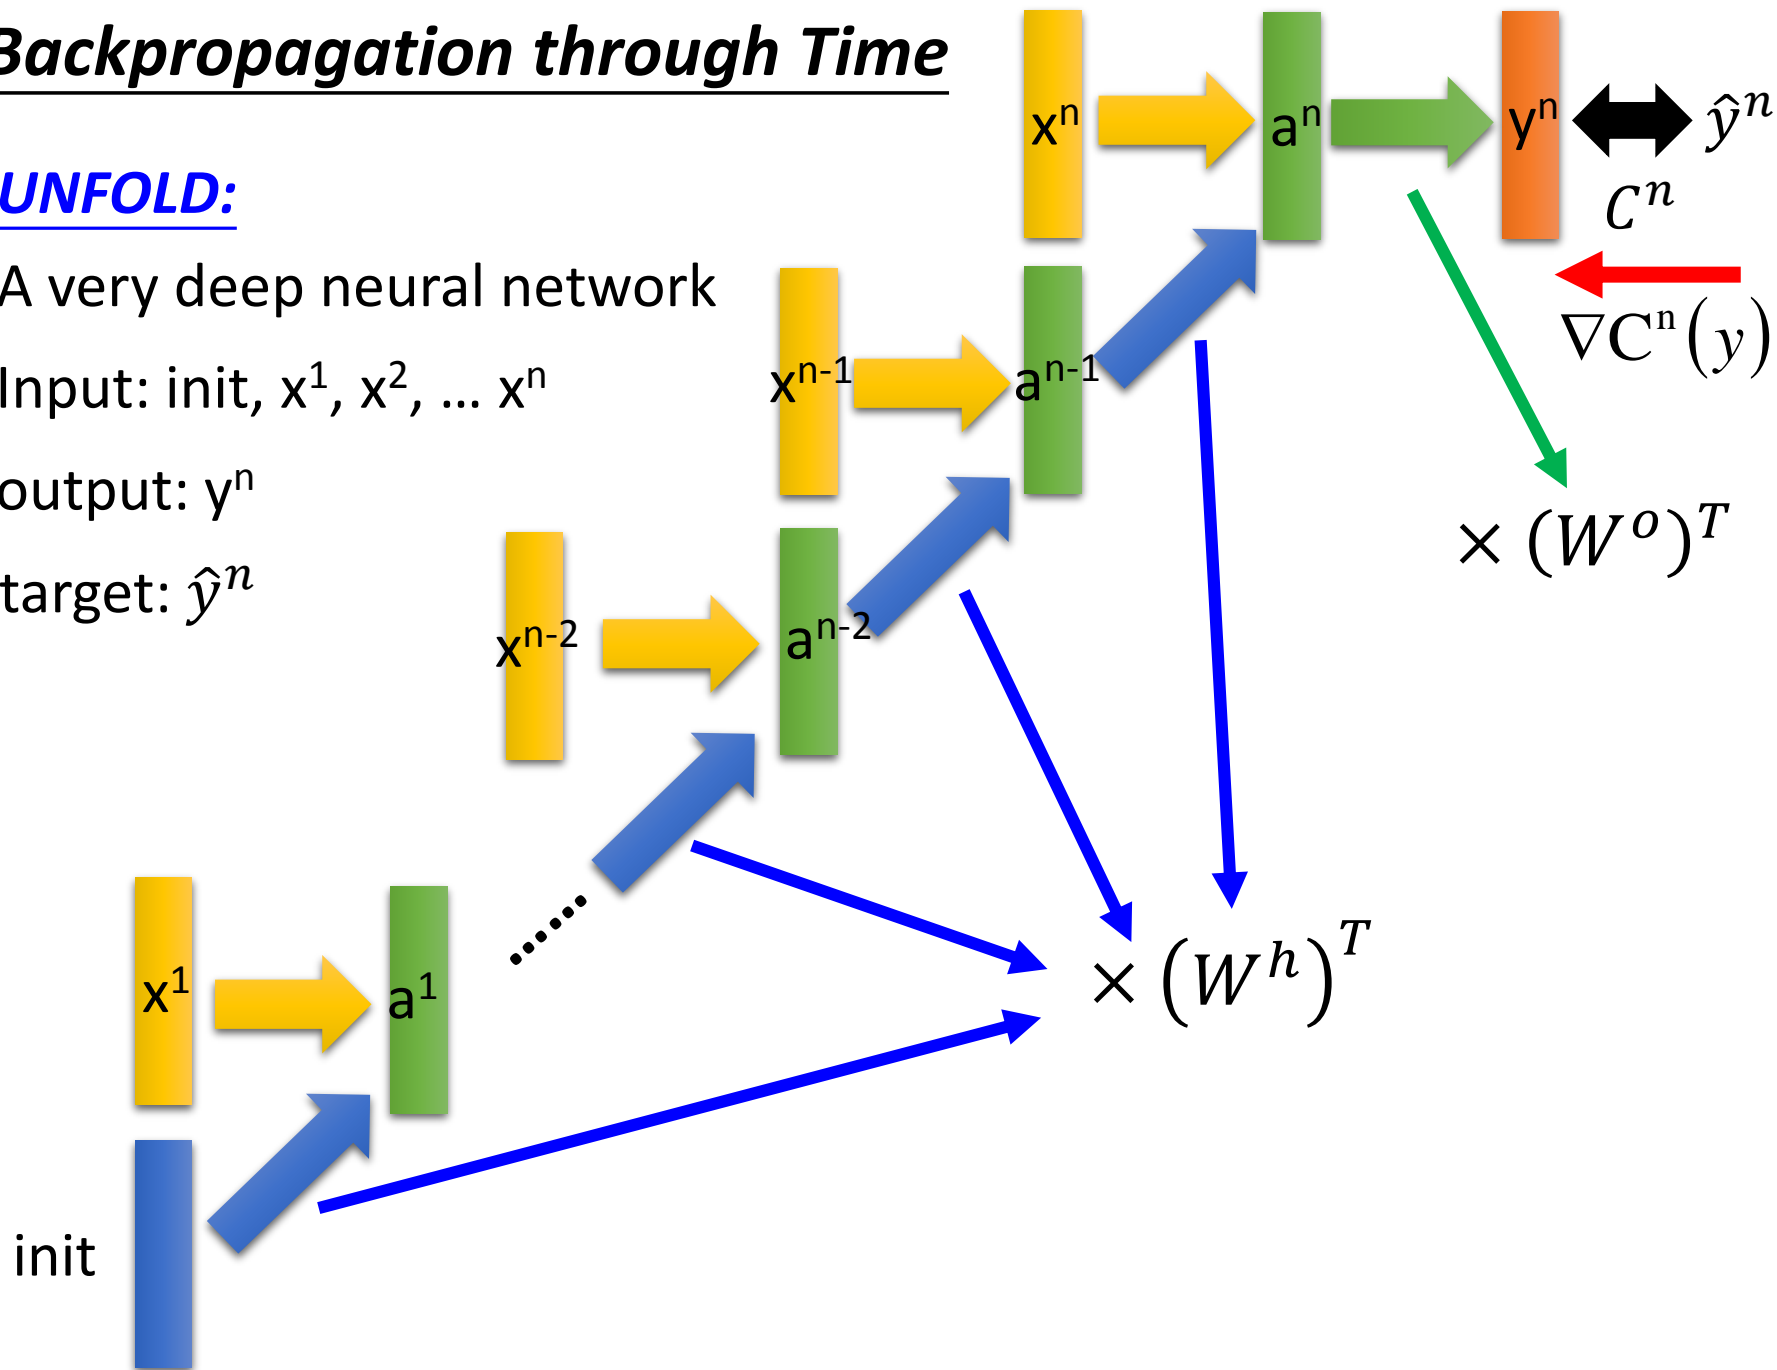 Backpropagation through Time
UNFOLD:
A very deep neural network
Input: init, x¹, x², … xⁿ
output: yⁿ
target: ŷⁿ
xⁿ
aⁿ
yⁿ
ŷⁿ
Cⁿ
∇Cⁿ(y)
xⁿ⁻¹
aⁿ⁻¹
× (Wᵒ)ᵀ
xⁿ⁻²
aⁿ⁻²
x¹
a¹
× (Wʰ)ᵀ
init